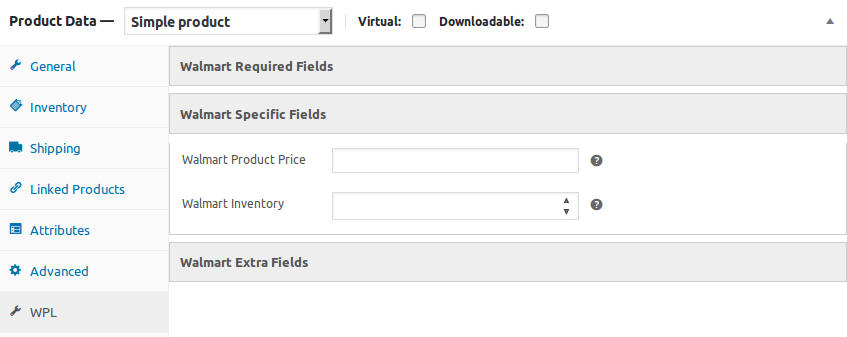 Product Data — Simple product Virtual: Downloadable:
General
Inventory
Shipping
Linked Products
Attributes
Advanced
WPL
Walmart Required Fields
Walmart Specific Fields
Walmart Product Price ?
Walmart Inventory ?
Walmart Extra Fields